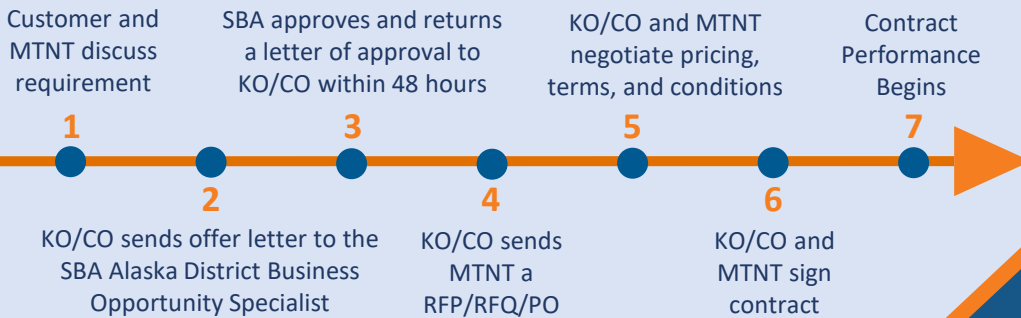 Customer and
MTNT discuss
requirement
1
2
KO/CO sends offer letter to the
SBA Alaska District Business
Opportunity Specialist
SBA approves and returns
a letter of approval to
KO/CO within 48 hours
3
4
KO/CO sends
MTNT a
RFP/RFQ/PO
KO/CO and MTNT
negotiate pricing,
terms, and conditions
5
6
KO/CO and
MTNT sign
contract
Contract
Performance
Begins
7